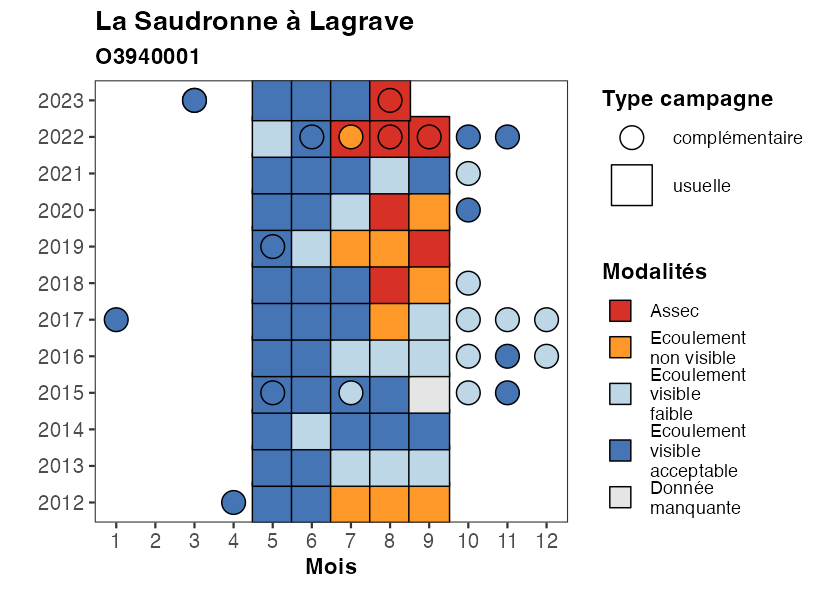 La Saudronne à Lagrave
O3940001
2023
2022
2021
2020
2019
2018
2017
2016
2015
2014
2013
2012
1 2 3 4 5 6 7 8 9 10 11 12
Mois
Type campagne
complémentaire
usuelle
Modalités
Assec
Ecoulement
non visible
Ecoulement
visible
faible
Ecoulement
visible
acceptable
Donnée
manquante